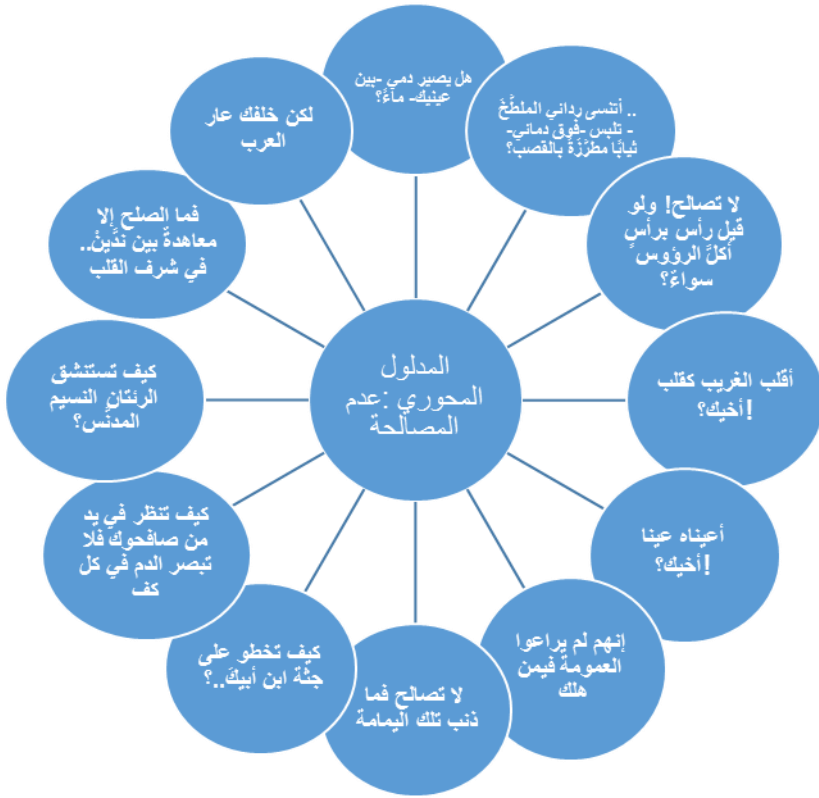 هل يصير دمي -بين
عينيك- ماءً؟
.. أتنسى ردائي الملطَّخَ
- تلبس -فوق دمائي-
ثيابًا مطرَّزَةً بالقصب؟
لا تصالح! ولو
قيل رأس برأسٍ
أكلُّ الرؤوس
سواءٌ؟
أقلب الغريب كقلب
!أخيك؟
أعيناه عينا
!أخيك؟
إنهم لم يراعوا
العمومة فيمن
هلك
لا تصالح فما
ذنب تلك اليمامة
كيف تخطو على
جثة ابن أبيكَ..؟
كيف تنظر في يد
من صافحوك فلا
تبصر الدم في كل
كف
كيف تستنشق
الرئتان النسيم
المدنَّس؟
فما الصلح إلا
معاهدةٌ بين ندَّينْ..
في شرف القلب
لكن خلفك عار
العرب
المدلول
المحوري :عدم
المصالحة